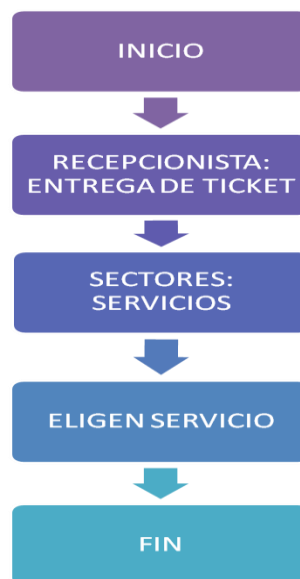 INICIO
RECEPCIONISTA:
ENTREGA DE TICKET
SECTORES:
SERVICIOS
ELIGEN SERVICIO
FIN